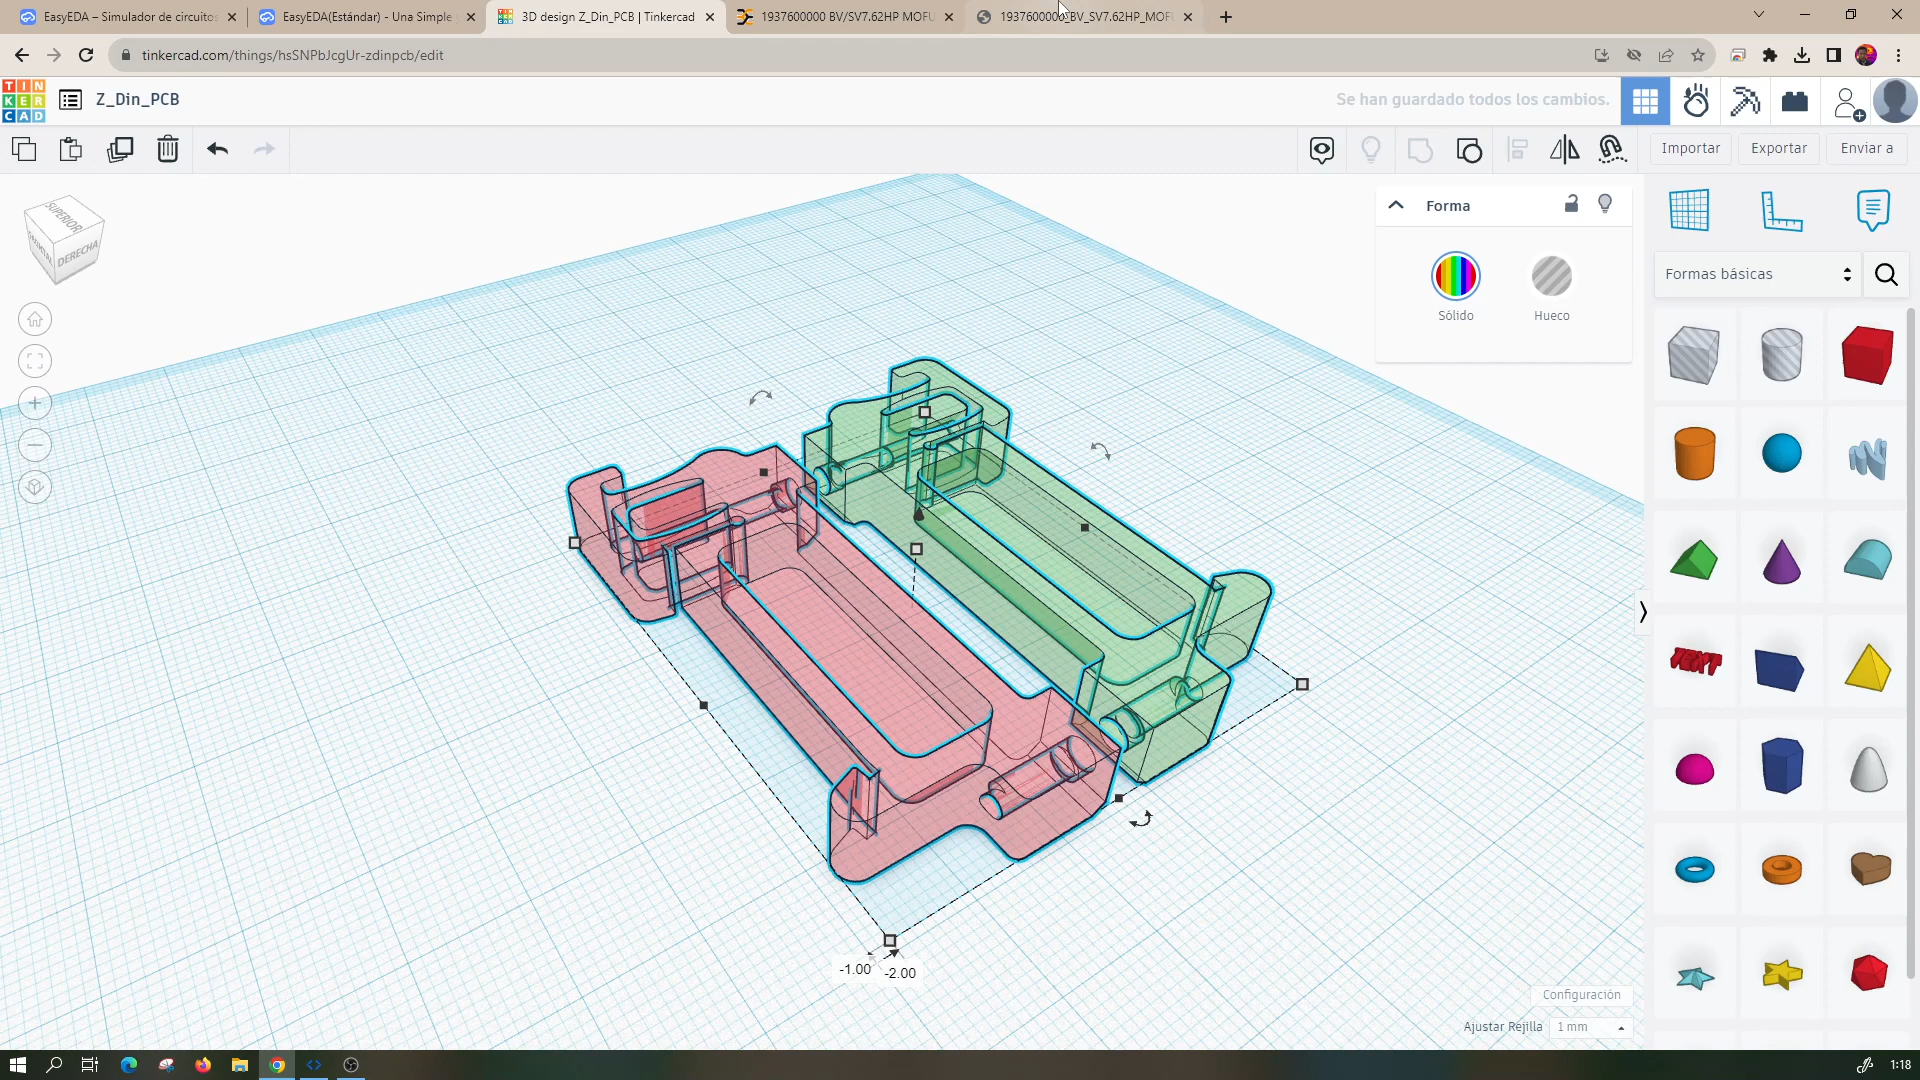 EasyEDA – Simulador de circuitos
EasyEDA(Estándar) - Una Simple
3D design Z_Din_PCB | Tinkercad
1937600000 BV/SV7.62HP MOFU
1937600000_BV_SV7.62HP_MOFU
tinkercad.com/things/hsSNPbJcgUr-zdinpcb/edit
TIN
KER
CAD
Z_Din_PCB
Se han guardado todos los cambios.
Importar
Exportar
Enviar a
SUPERIOR
DERECHA
Forma
Sólido
Hueco
Formas básicas
TEXT
-1.00
-2.00
Configuración
Ajustar Rejilla
1 mm
1:18